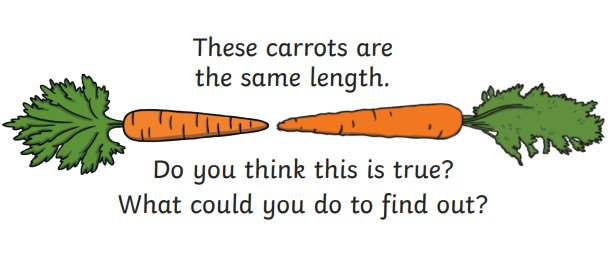 These carrots are
the same length.
Do you think this is true?
What could you do to find out?